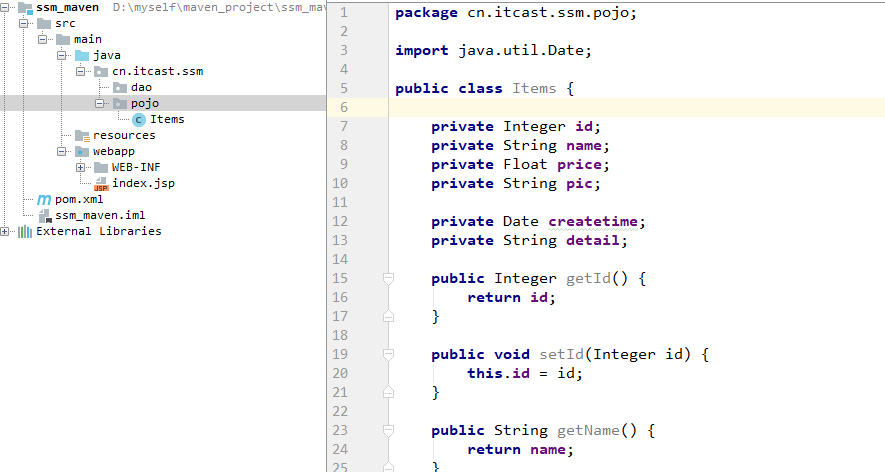 ssm_maven D:\myself\maven_project\ssm_mav
src
main
java
cn.itcast.ssm
dao
pojo
C Items
resources
webapp
WEB-INF
JSP index.jsp
m pom.xml
ssm_maven.iml
External Libraries
1 package cn.itcast.ssm.pojo;
2
3 import java.util.Date;
4
5 public class Items {
6
7 private Integer id;
8 private String name;
9 private Float price;
10 private String pic;
11
12 private Date createtime;
13 private String detail;
14
15 public Integer getId() {
16 return id;
17 }
18
19 public void setId(Integer id) {
20 this.id = id;
21 }
22
23 public String getName() {
24 return name;
25 }